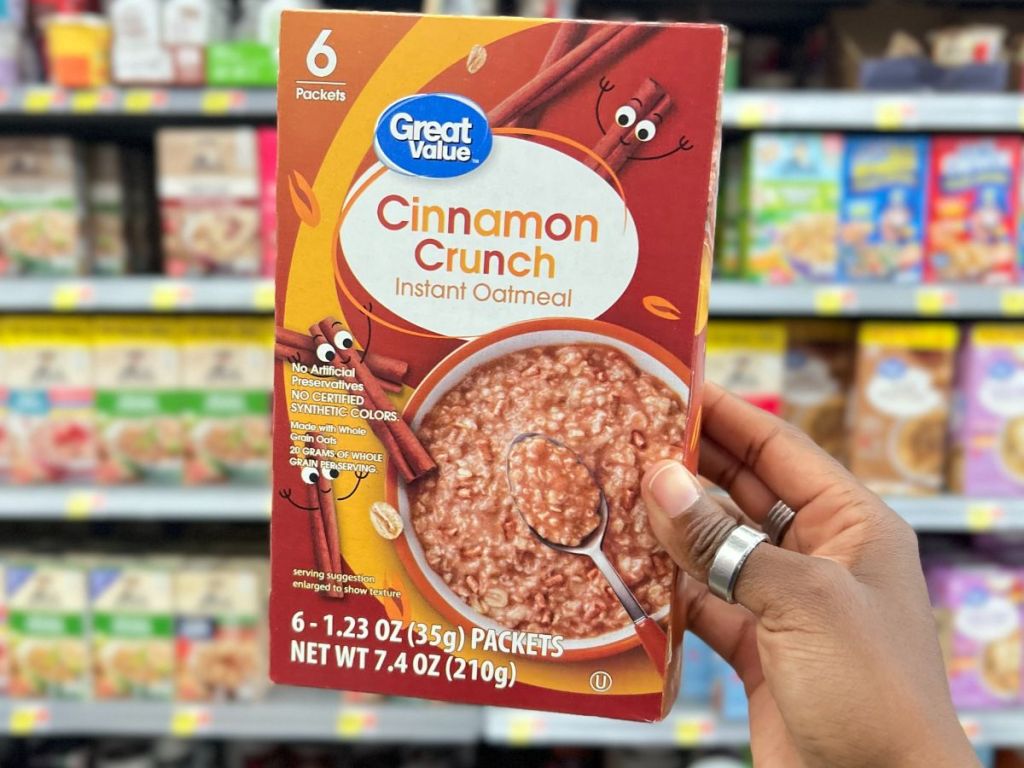 6
Packets
Great
Value™
Cinnamon
Crunch
Instant Oatmeal
No Artificial
Preservatives
NO CERTIFIED
SYNTHETIC COLORS.
Made with Whole
Grain Oats
20 GRAMS OF WHOLE
GRAIN PER SERVING.
serving suggestion
enlarged to show texture
6 - 1.23 OZ (35g) PACKETS
NET WT 7.4 OZ (210g)
U